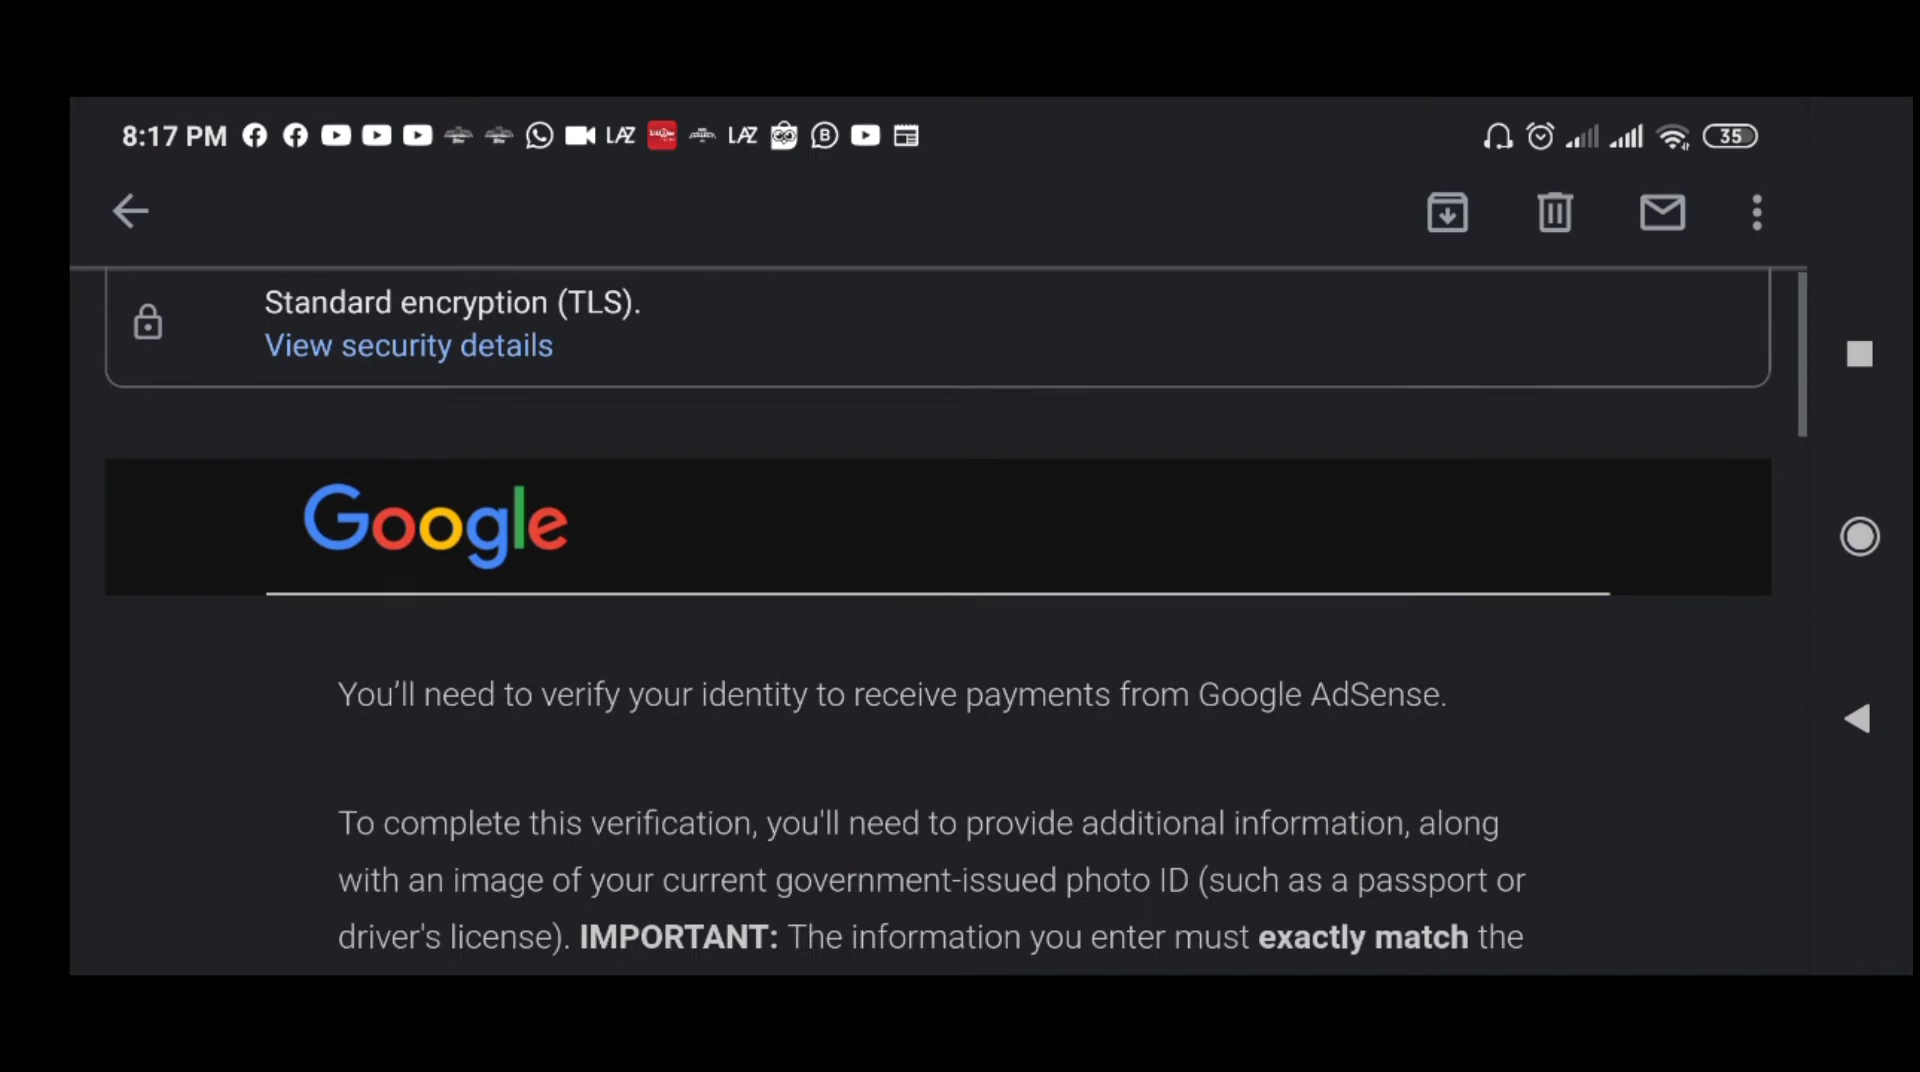 8:17 PM
LAZ
LAZ
B
35
Standard encryption (TLS).
View security details
Google
You'll need to verify your identity to receive payments from Google AdSense.
To complete this verification, you'll need to provide additional information, along
with an image of your current government-issued photo ID (such as a passport or
driver's license). IMPORTANT: The information you enter must exactly match the